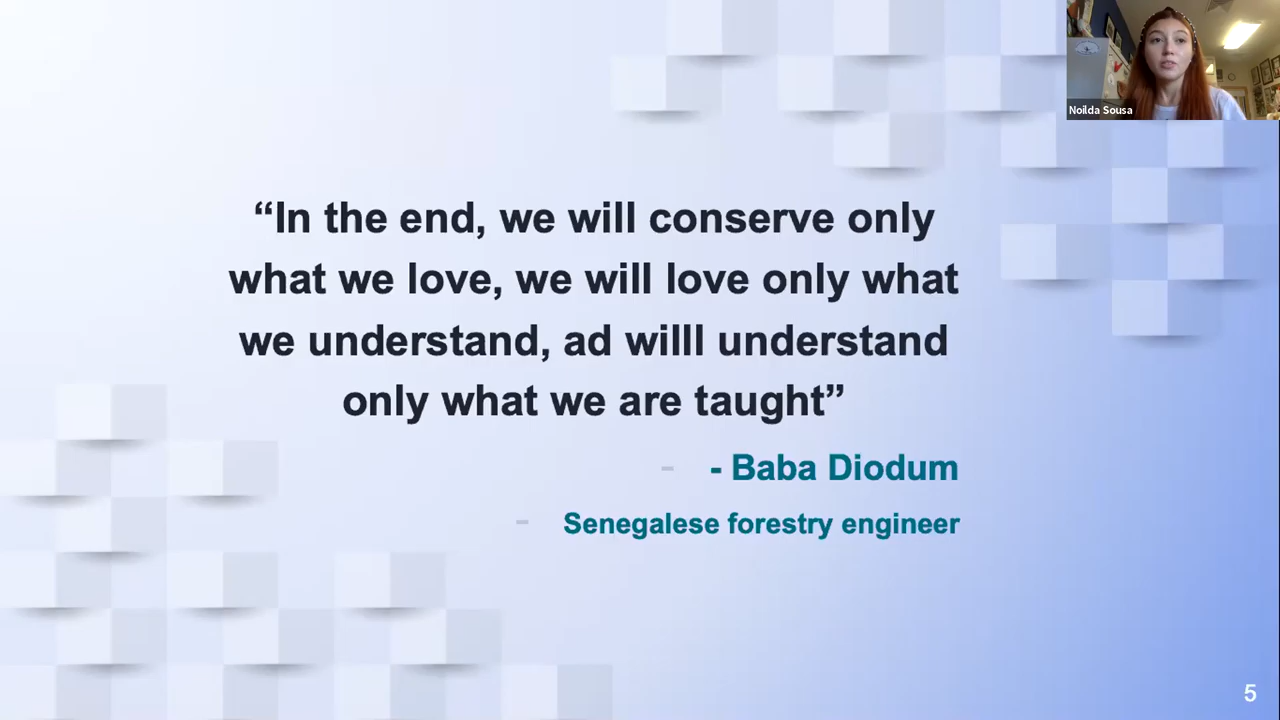 Noilda Sousa
“In the end, we will conserve only
what we love, we will love only what
we understand, ad willl understand
only what we are taught”
- - Baba Diodum
- Senegalese forestry engineer
5